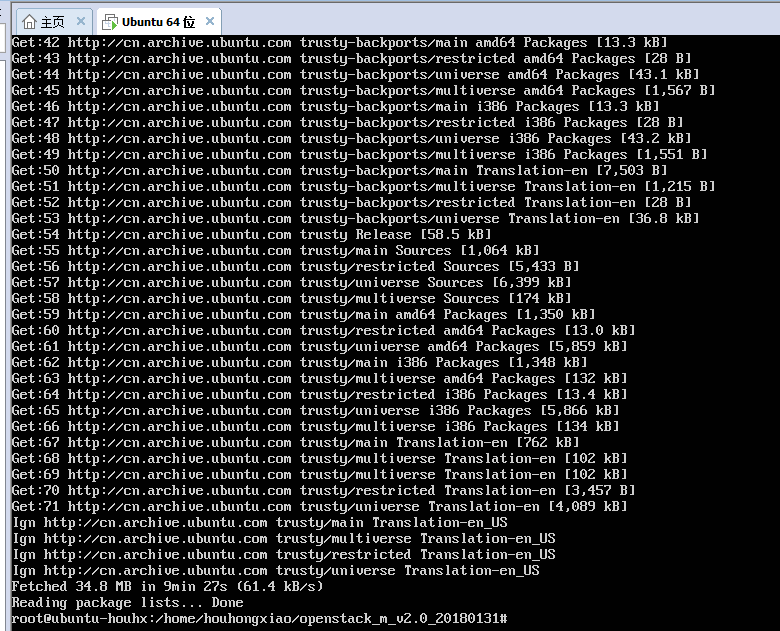 主页 Ubuntu 64 位
Get:42 http://cn.archive.ubuntu.com trusty-backports/main amd64 Packages [13.3 kB]
Get:43 http://cn.archive.ubuntu.com trusty-backports/restricted amd64 Packages [28 B]
Get:44 http://cn.archive.ubuntu.com trusty-backports/universe amd64 Packages [43.1 kB]
Get:45 http://cn.archive.ubuntu.com trusty-backports/multiverse amd64 Packages [1,567 B]
Get:46 http://cn.archive.ubuntu.com trusty-backports/main i386 Packages [13.3 kB]
Get:47 http://cn.archive.ubuntu.com trusty-backports/restricted i386 Packages [28 B]
Get:48 http://cn.archive.ubuntu.com trusty-backports/universe i386 Packages [43.2 kB]
Get:49 http://cn.archive.ubuntu.com trusty-backports/multiverse i386 Packages [1,551 B]
Get:50 http://cn.archive.ubuntu.com trusty-backports/main Translation-en [7,503 B]
Get:51 http://cn.archive.ubuntu.com trusty-backports/multiverse Translation-en [1,215 B]
Get:52 http://cn.archive.ubuntu.com trusty-backports/restricted Translation-en [28 B]
Get:53 http://cn.archive.ubuntu.com trusty-backports/universe Translation-en [36.8 kB]
Get:54 http://cn.archive.ubuntu.com trusty Release [58.5 kB]
Get:55 http://cn.archive.ubuntu.com trusty/main Sources [1,064 kB]
Get:56 http://cn.archive.ubuntu.com trusty/restricted Sources [5,433 B]
Get:57 http://cn.archive.ubuntu.com trusty/universe Sources [6,399 kB]
Get:58 http://cn.archive.ubuntu.com trusty/multiverse Sources [174 kB]
Get:59 http://cn.archive.ubuntu.com trusty/main amd64 Packages [1,350 kB]
Get:60 http://cn.archive.ubuntu.com trusty/restricted amd64 Packages [13.0 kB]
Get:61 http://cn.archive.ubuntu.com trusty/universe amd64 Packages [5,859 kB]
Get:62 http://cn.archive.ubuntu.com trusty/main i386 Packages [1,348 kB]
Get:63 http://cn.archive.ubuntu.com trusty/multiverse amd64 Packages [132 kB]
Get:64 http://cn.archive.ubuntu.com trusty/restricted i386 Packages [13.4 kB]
Get:65 http://cn.archive.ubuntu.com trusty/universe i386 Packages [5,866 kB]
Get:66 http://cn.archive.ubuntu.com trusty/multiverse i386 Packages [134 kB]
Get:67 http://cn.archive.ubuntu.com trusty/main Translation-en [762 kB]
Get:68 http://cn.archive.ubuntu.com trusty/multiverse Translation-en [102 kB]
Get:69 http://cn.archive.ubuntu.com trusty/multiverse Translation-en [102 kB]
Get:70 http://cn.archive.ubuntu.com trusty/restricted Translation-en [3,457 B]
Get:71 http://cn.archive.ubuntu.com trusty/universe Translation-en [4,089 kB]
Ign http://cn.archive.ubuntu.com trusty/main Translation-en_US
Ign http://cn.archive.ubuntu.com trusty/multiverse Translation-en_US
Ign http://cn.archive.ubuntu.com trusty/restricted Translation-en_US
Ign http://cn.archive.ubuntu.com trusty/universe Translation-en_US
Fetched 34.8 MB in 9min 27s (61.4 kB/s)
Reading package lists... Done
root@ubuntu-houhx:/home/houhongxiao/openstack_m_v2.0_20180131#